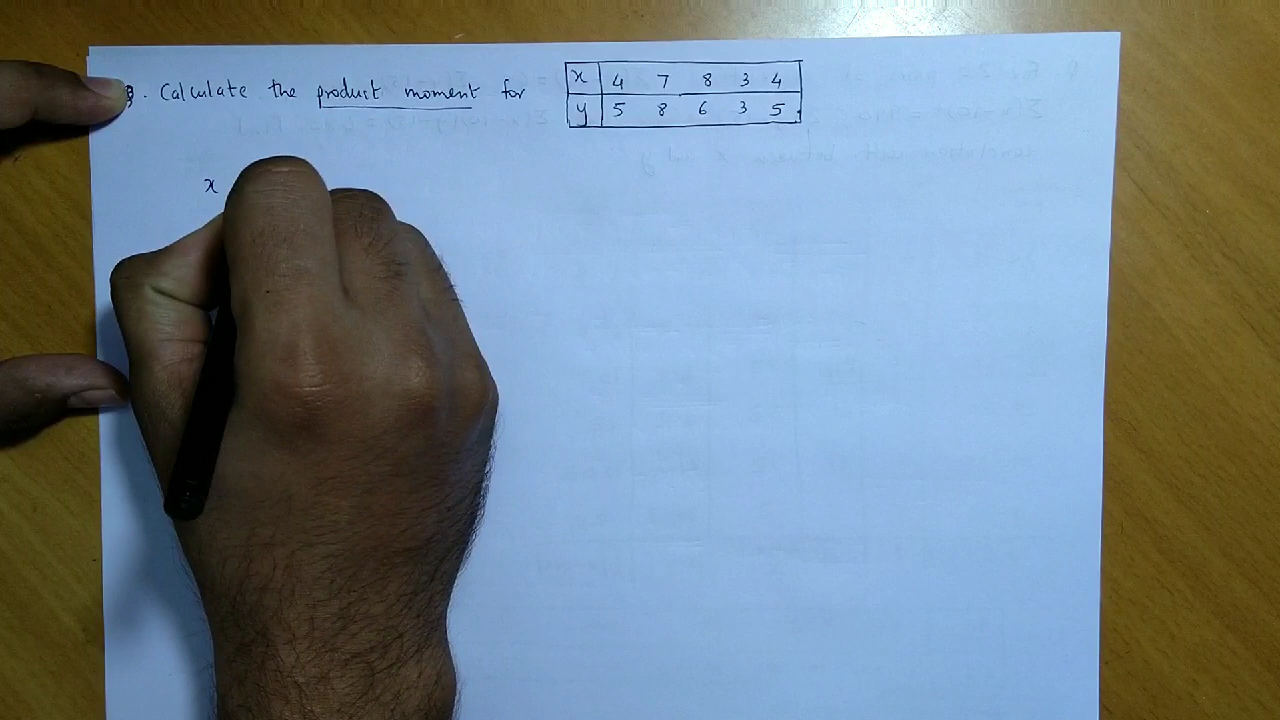 Q. Calculate the product moment for
x 4 7 8 3 4
y 5 8 6 3 5.
x